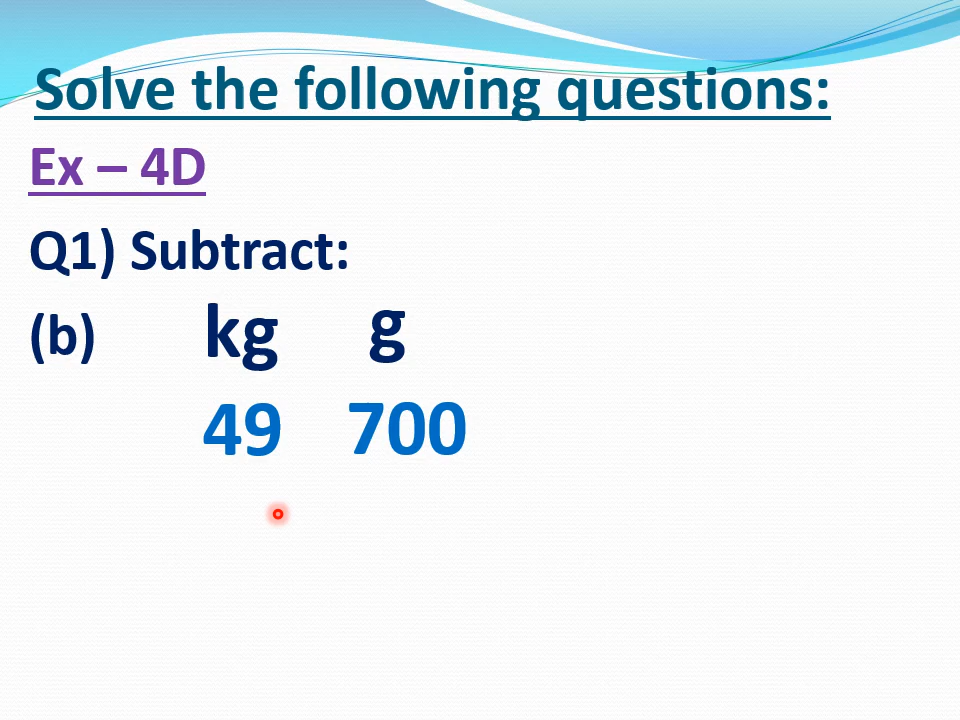 Solve the following questions:
Ex – 4D
Q1) Subtract:
(b) kg g
49 700